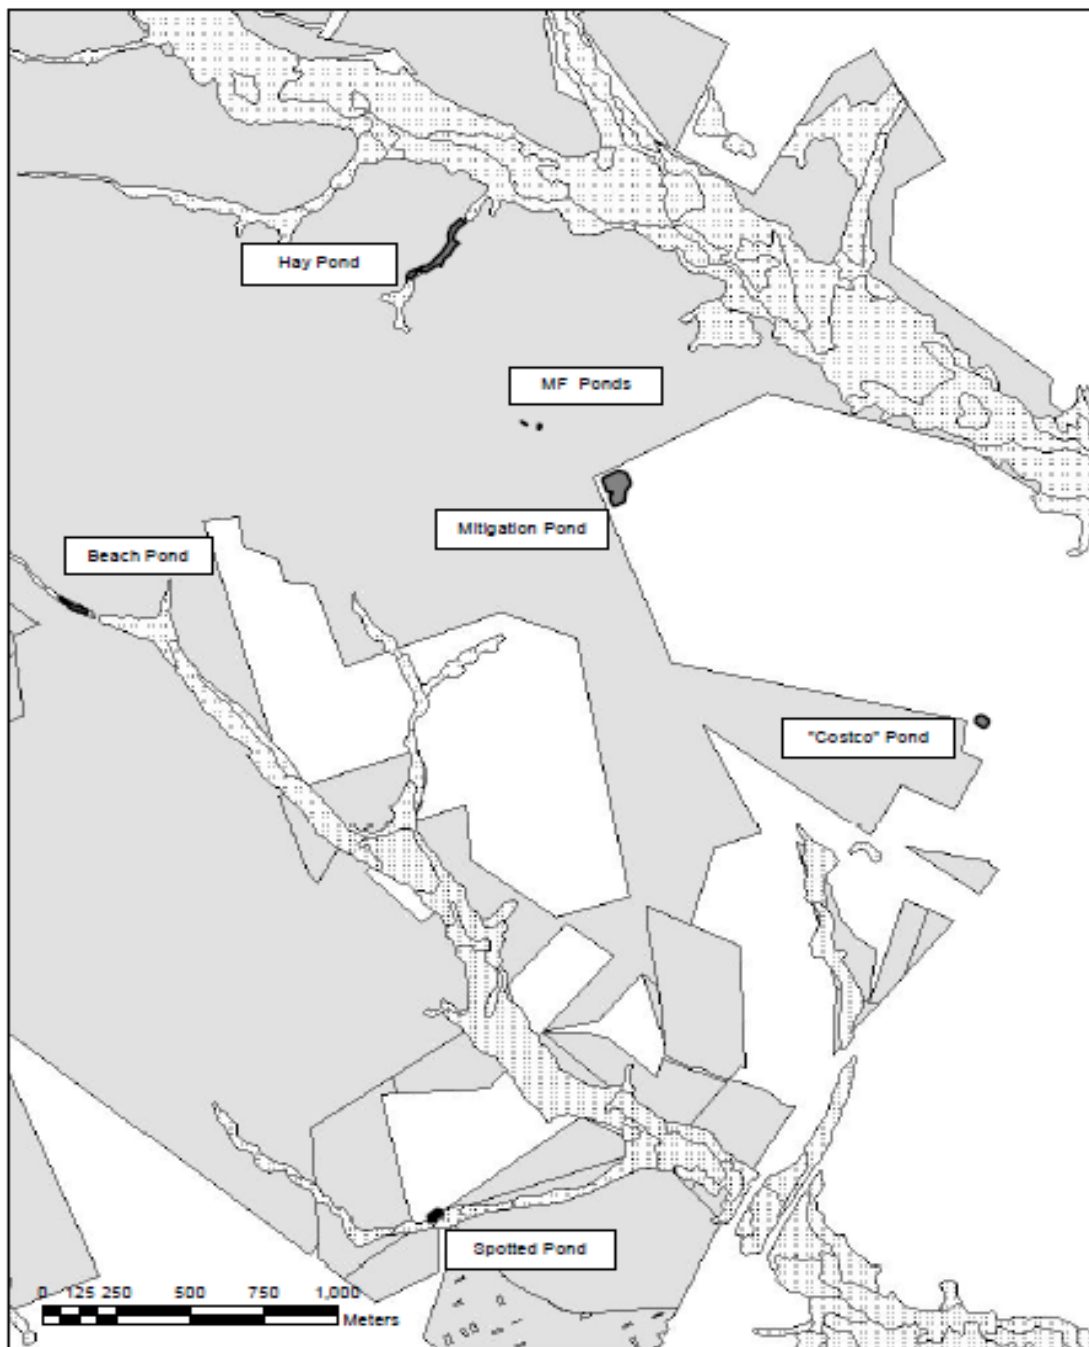 Hay Pond
MF Ponds
Mitigation Pond
Beach Pond
"Costco" Pond
Spotted Pond
0 125 250 500 750 1,000
Meters